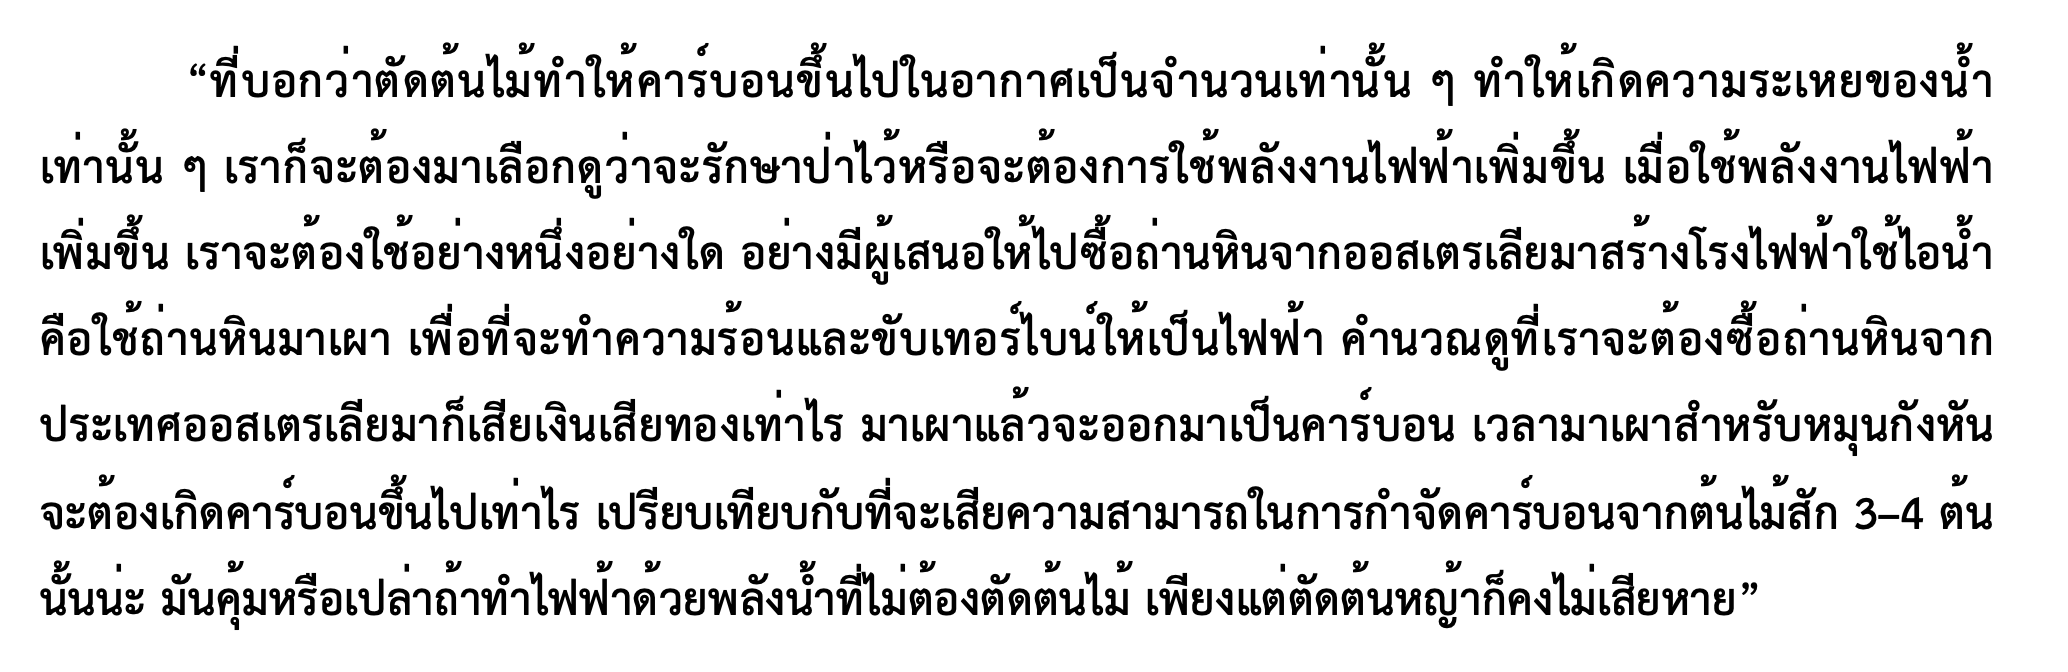 “ที่บอกว่าตัดต้นไม้ทำให้คาร์บอนขึ้นไปในอากาศเป็นจำนวนเท่านั้น ๆ ทำให้เกิดความระเหยของน้ำ
เท่านั้น ๆ เราก็จะต้องมาเลือกดูว่าจะรักษาป่าไว้หรือจะต้องการใช้พลังงานไฟฟ้าเพิ่มขึ้น เมื่อใช้พลังงานไฟฟ้า
เพิ่มขึ้น เราจะต้องใช้อย่างหนึ่งอย่างใด อย่างมีผู้เสนอให้ไปซื้อถ่านหินจากออสเตรเลียมาสร้างโรงไฟฟ้าใช้ไอน้ำ
คือใช้ถ่านหินมาเผา เพื่อที่จะทำความร้อนและขับเทอร์ไบน์ให้เป็นไฟฟ้า คำนวณดูที่เราจะต้องซื้อถ่านหินจาก
ประเทศออสเตรเลียมาก็เสียเงินเสียทองเท่าไร มาเผาแล้วจะออกมาเป็นคาร์บอน เวลามาเผาสำหรับหมุนกังหัน
จะต้องเกิดคาร์บอนขึ้นไปเท่าไร เปรียบเทียบกับที่จะเสียความสามารถในการกำจัดคาร์บอนจากต้นไม้สัก 3–4 ต้น
นั้นน่ะ มันคุ้มหรือเปล่าถ้าทำไฟฟ้าด้วยพลังน้ำที่ไม่ต้องตัดต้นไม้ เพียงแต่ตัดต้นหญ้าก็คงไม่เสียหาย”